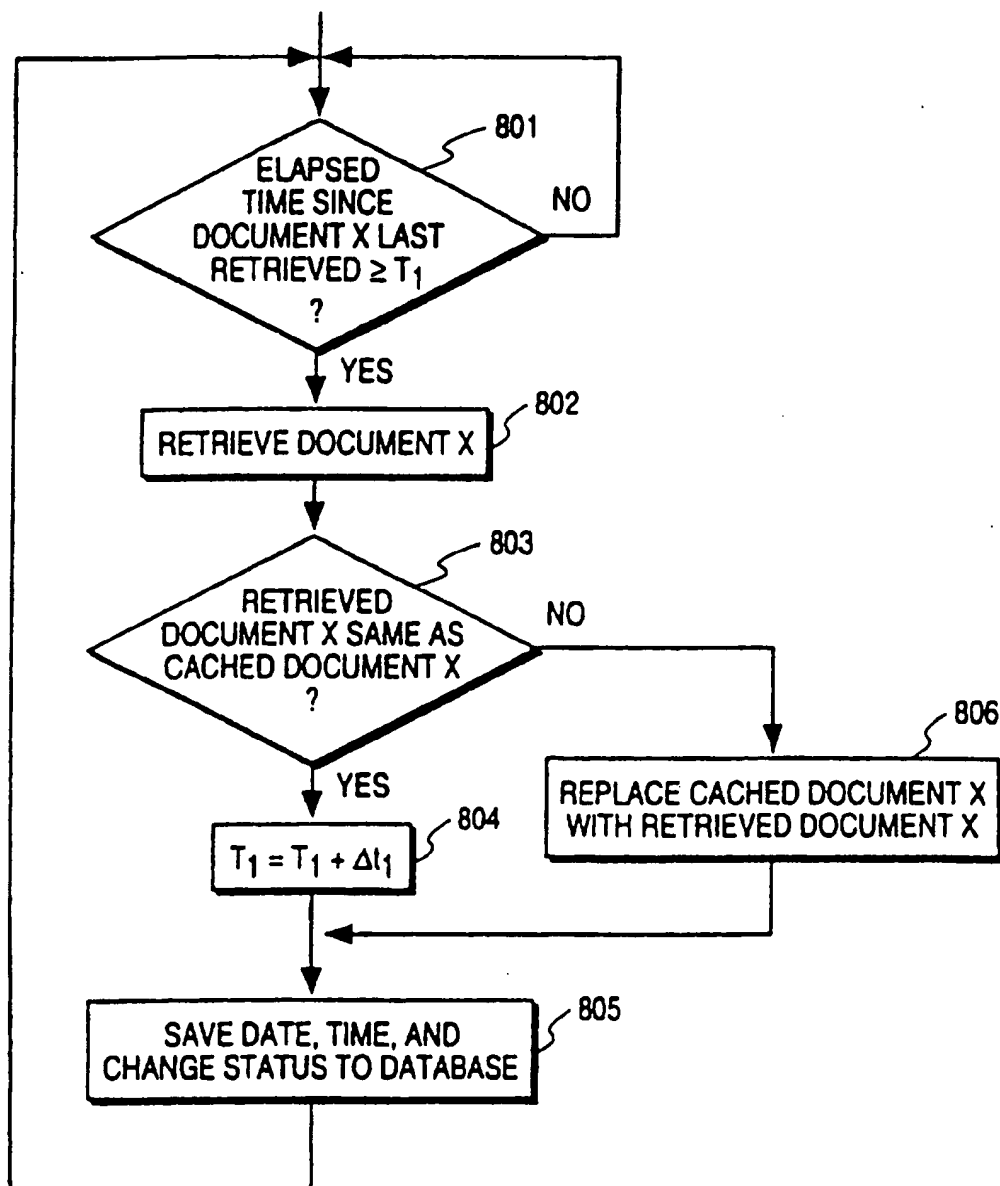 801
ELAPSED
TIME SINCE
DOCUMENT X LAST
RETRIEVED ≥ T₁
?
NO
YES
802
RETRIEVE DOCUMENT X
803
RETRIEVED
DOCUMENT X SAME AS
CACHED DOCUMENT X
?
NO
YES
806
REPLACE CACHED DOCUMENT X
WITH RETRIEVED DOCUMENT X
804
T₁ = T₁ + Δt₁
805
SAVE DATE, TIME, AND
CHANGE STATUS TO DATABASE